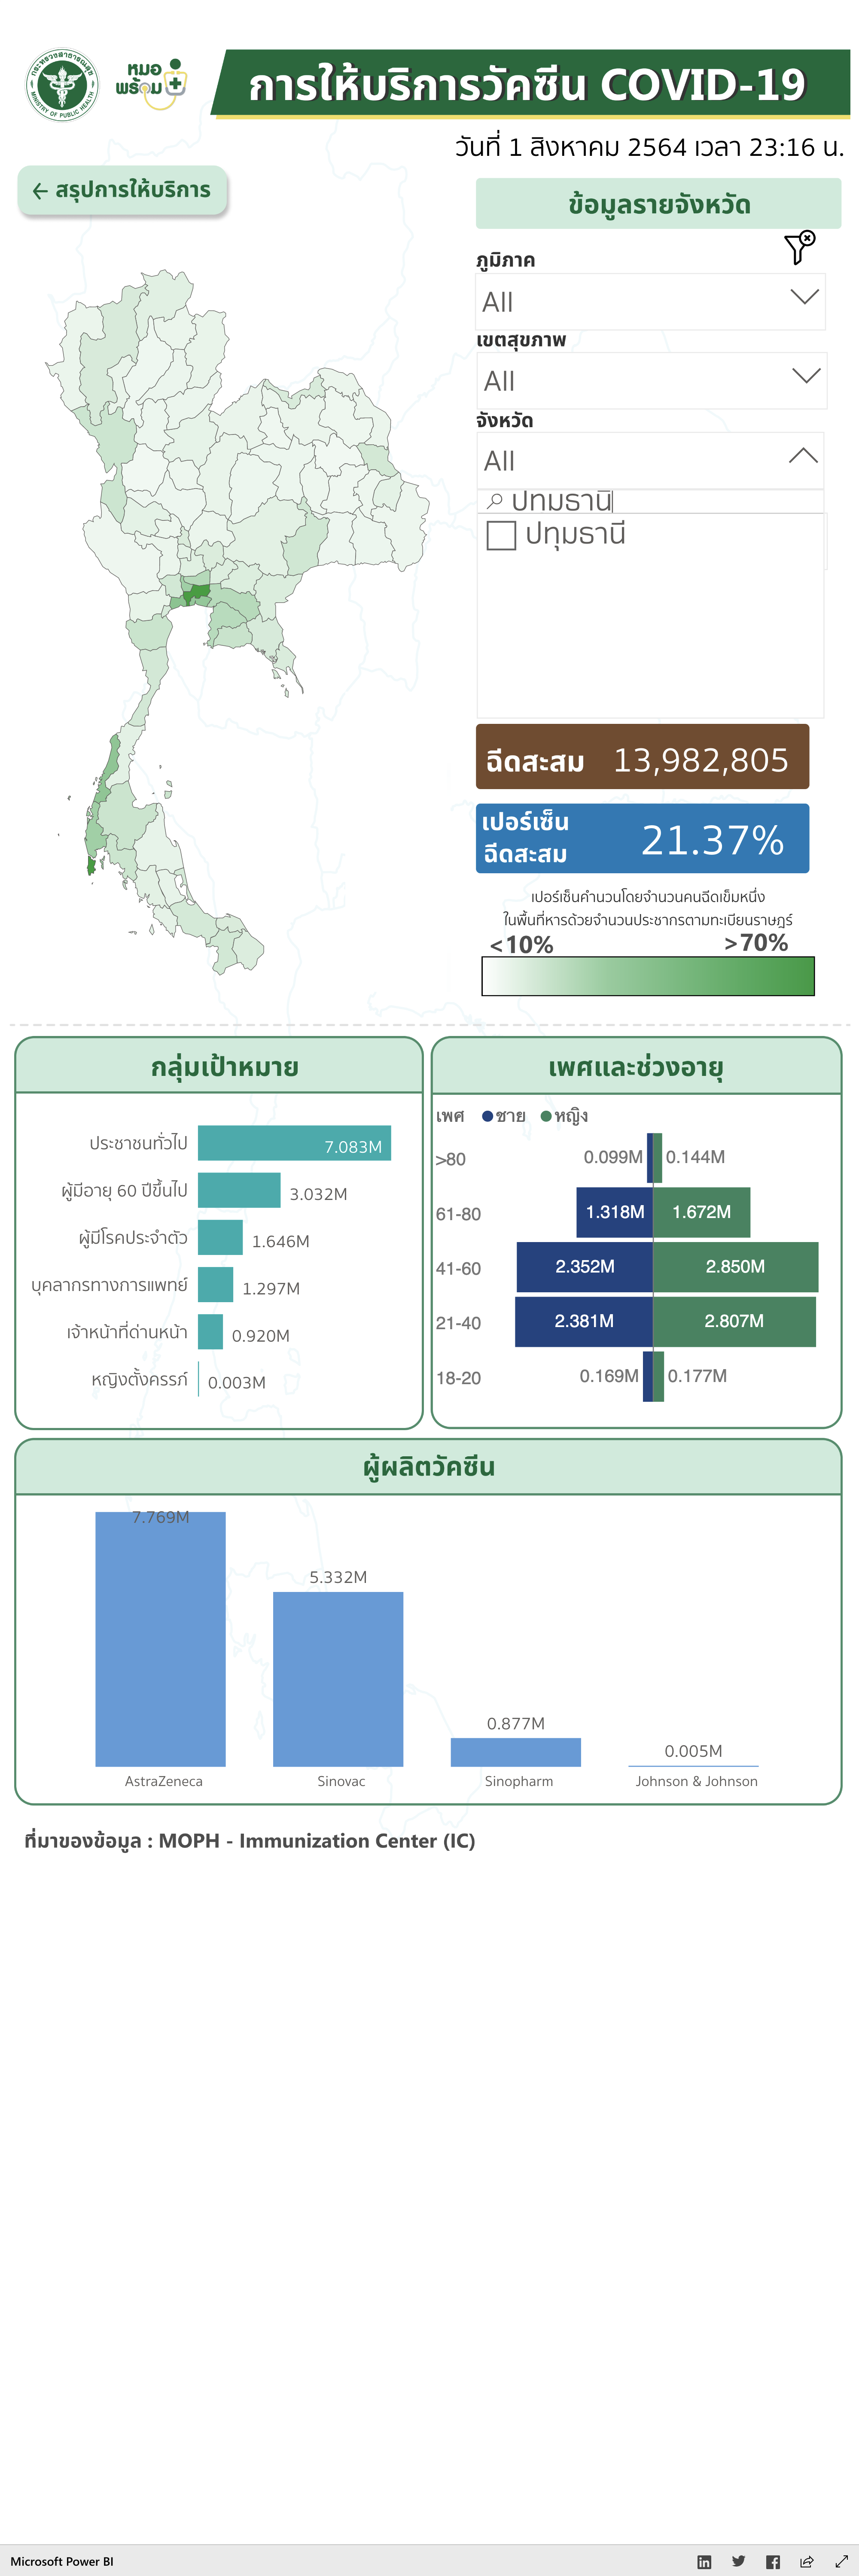 กระทรวงสาธารณสุข
MINISTRY OF PUBLIC HEALTH
หมอ
พร้อม
การให้บริการวัคซีน COVID-19
วันที่ 1 สิงหาคม 2564 เวลา 23:16 น.
← สรุปการให้บริการ
ข้อมูลรายจังหวัด
ภูมิภาค
All
เขตสุขภาพ
All
จังหวัด
All
ปทุมธานี
ปทุมธานี
ฉีดสะสม 13,982,805
เปอร์เซ็น
ฉีดสะสม
21.37%
เปอร์เซ็นคำนวนโดยจำนวนคนฉีดเข็มหนึ่ง
ในพื้นที่หารด้วยจำนวนประชากรตามทะเบียนราษฎร์
<10% >70%
กลุ่มเป้าหมาย
ประชาชนทั่วไป 7.083M
ผู้มีอายุ 60 ปีขึ้นไป 3.032M
ผู้มีโรคประจำตัว 1.646M
บุคลากรทางการแพทย์ 1.297M
เจ้าหน้าที่ด่านหน้า 0.920M
หญิงตั้งครรภ์ 0.003M
เพศและช่วงอายุ
เพศ ชาย หญิง
>80 0.099M 0.144M
61-80 1.318M 1.672M
41-60 2.352M 2.850M
21-40 2.381M 2.807M
18-20 0.169M 0.177M
ผู้ผลิตวัคซีน
7.769M
5.332M
0.877M
0.005M
AstraZeneca Sinovac Sinopharm Johnson & Johnson
ที่มาของข้อมูล : MOPH - Immunization Center (IC)
Microsoft Power BI